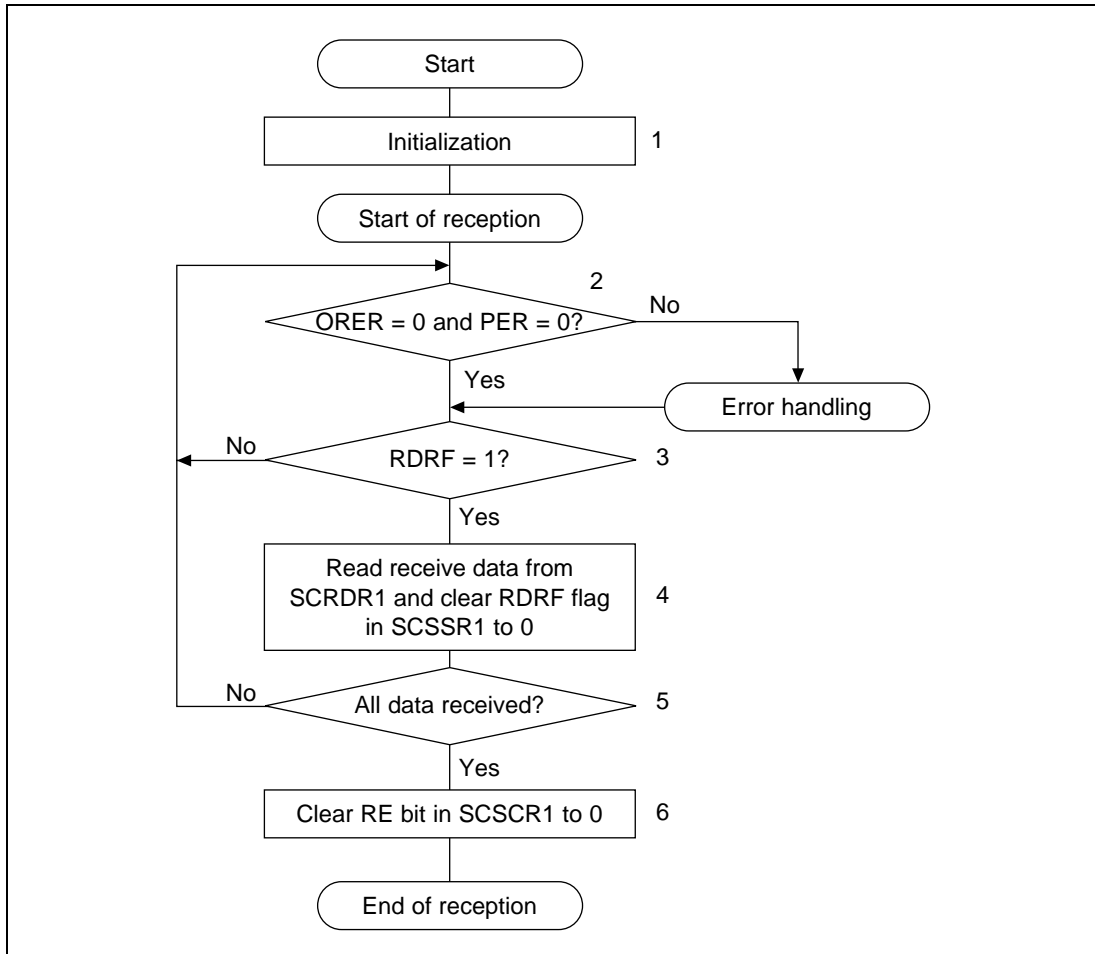 Start
Initialization
1
Start of reception
2
ORER = 0 and PER = 0?
No
Yes
Error handling
No
RDRF = 1?
3
Yes
Read receive data from
SCRDR1 and clear RDRF flag
in SCSSR1 to 0
4
No
All data received?
5
Yes
Clear RE bit in SCSCR1 to 0
6
End of reception